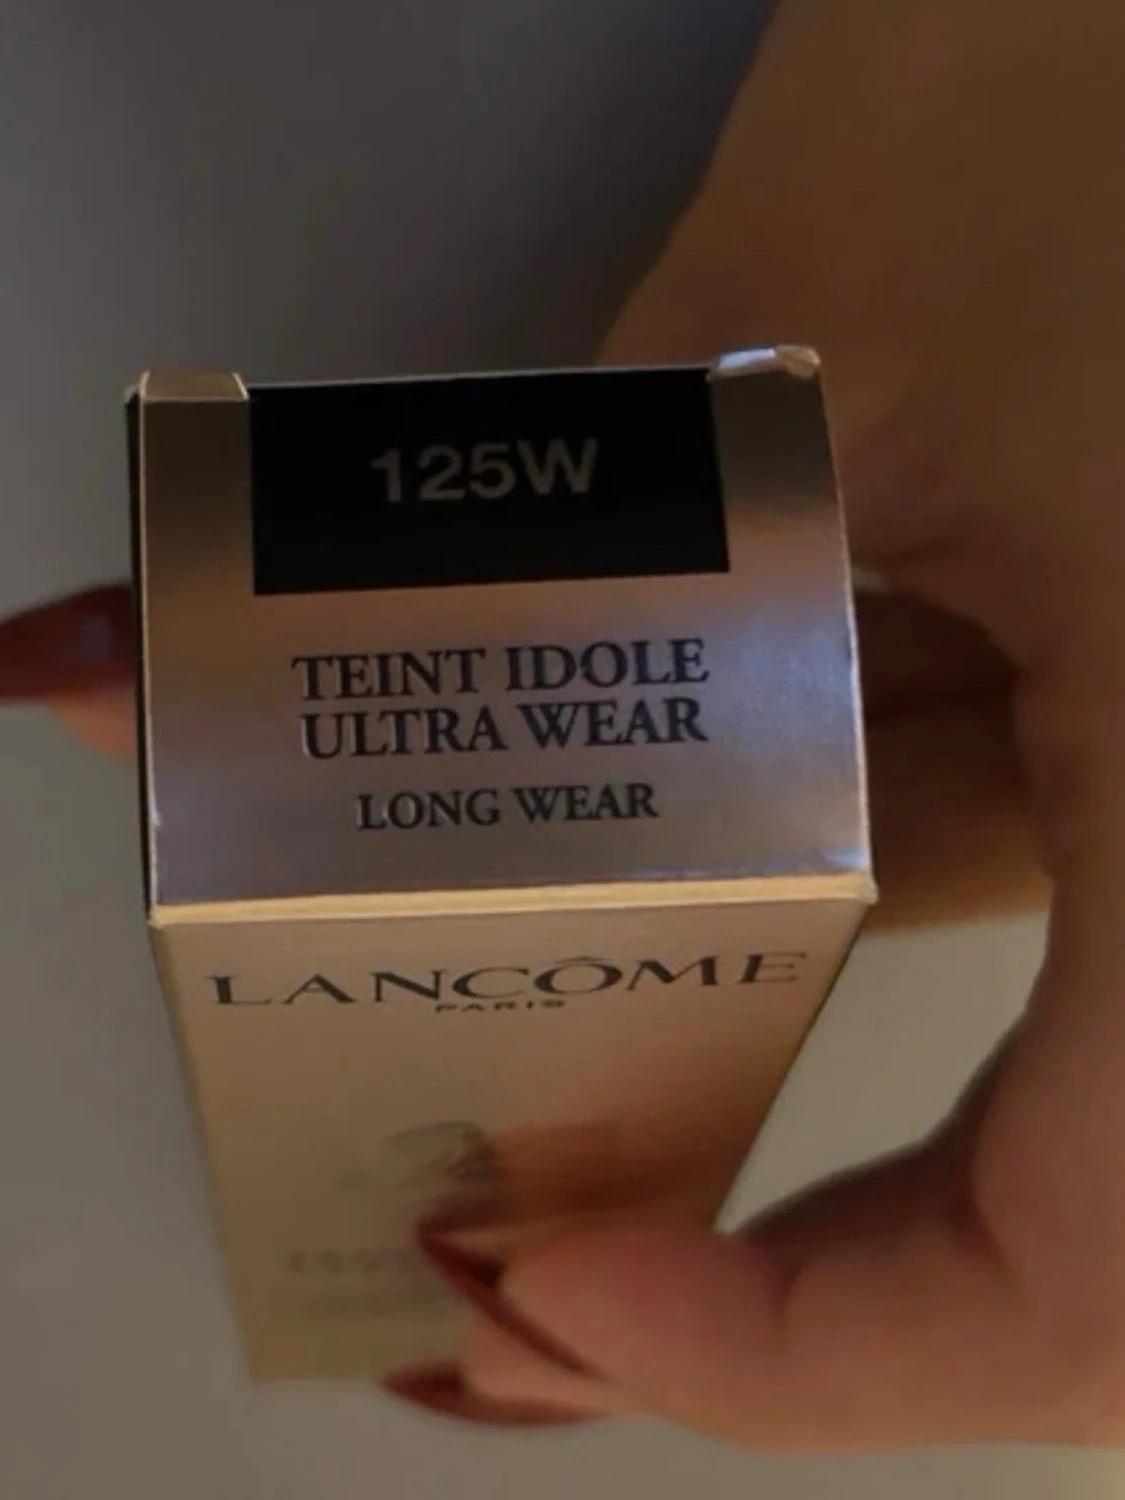 125W
TEINT IDOLE
ULTRA WEAR
LONG WEAR
LANCÔME
PARIS